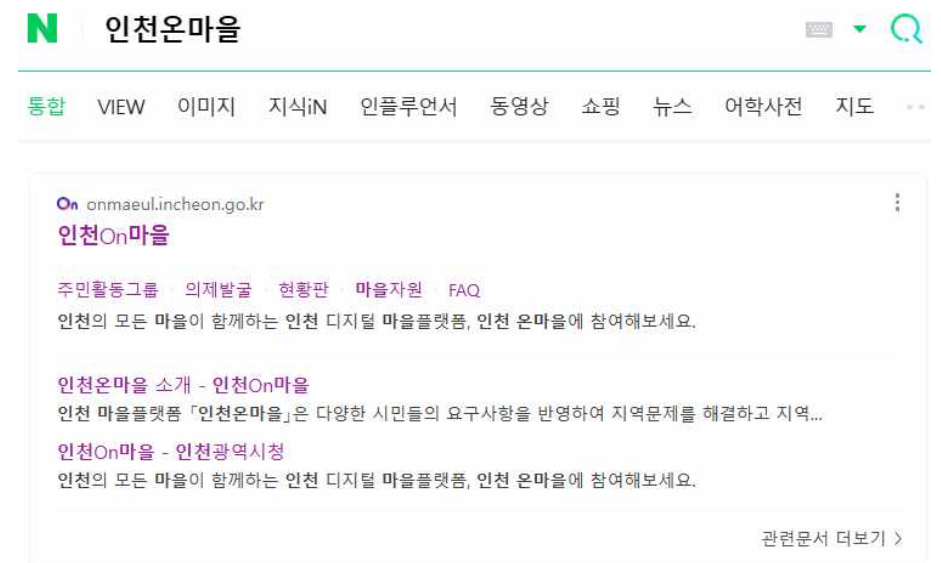 N 인천온마을
통합 VIEW 이미지 지식iN 인플루언서 동영상 쇼핑 뉴스 어학사전 지도
On onmaeul.incheon.go.kr
인천On마을
주민활동그룹 · 의제발굴 · 현황판 · 마을자원 · FAQ
인천의 모든 마을이 함께하는 인천 디지털 마을플랫폼, 인천 온마을에 참여해보세요.
인천온마을 소개 - 인천On마을
인천 마을플랫폼 「인천온마을」은 다양한 시민들의 요구사항을 반영하여 지역문제를 해결하고 지역...
인천On마을 - 인천광역시청
인천의 모든 마을이 함께하는 인천 디지털 마을플랫폼, 인천 온마을에 참여해보세요.
관련문서 더보기 >